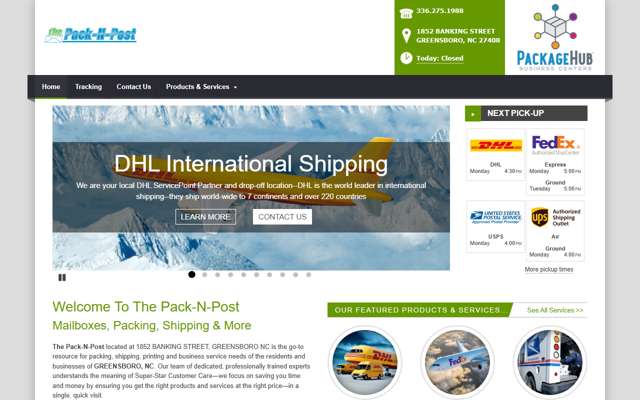 The Pack-N-Post
336.275.1988
1852 BANKING STREET
GREENSBORO, NC 27408
Today: Closed
PACKAGEHUB
BUSINESS CENTERS
Home Tracking Contact Us Products & Services
DHL International Shipping
We are your local DHL ServicePoint Partner and drop-off location--DHL is the world leader in international
shipping--they ship world-wide to 7 continents and over 220 countries
LEARN MORE CONTACT US
NEXT PICK-UP
DHL
DHL
Monday 4:30 PM
FedEx
Authorized ShipCenter
Express
Monday 5:00 PM
Ground
Tuesday 5:00 PM
UNITED STATES
POSTAL SERVICE
Approved Postal Provider
USPS
Monday 4:00 PM
ups
Authorized
Shipping
Outlet
Air
Monday 4:00 PM
Ground
Monday 4:00 PM
More pickup times
Welcome To The Pack-N-Post
Mailboxes, Packing, Shipping & More
The Pack-N-Post located at 1852 BANKING STREET, GREENSBORO NC is the go-to
resource for packing, shipping, printing and business service needs of the residents and
businesses of GREENSBORO, NC. Our team of dedicated, professionally trained experts
understands the meaning of Super-Star Customer Care—we focus on saving you time
and money by ensuring you get the right products and services at the right price—in a
single, quick visit
OUR FEATURED PRODUCTS & SERVICES...
See All Services >>
FedEx